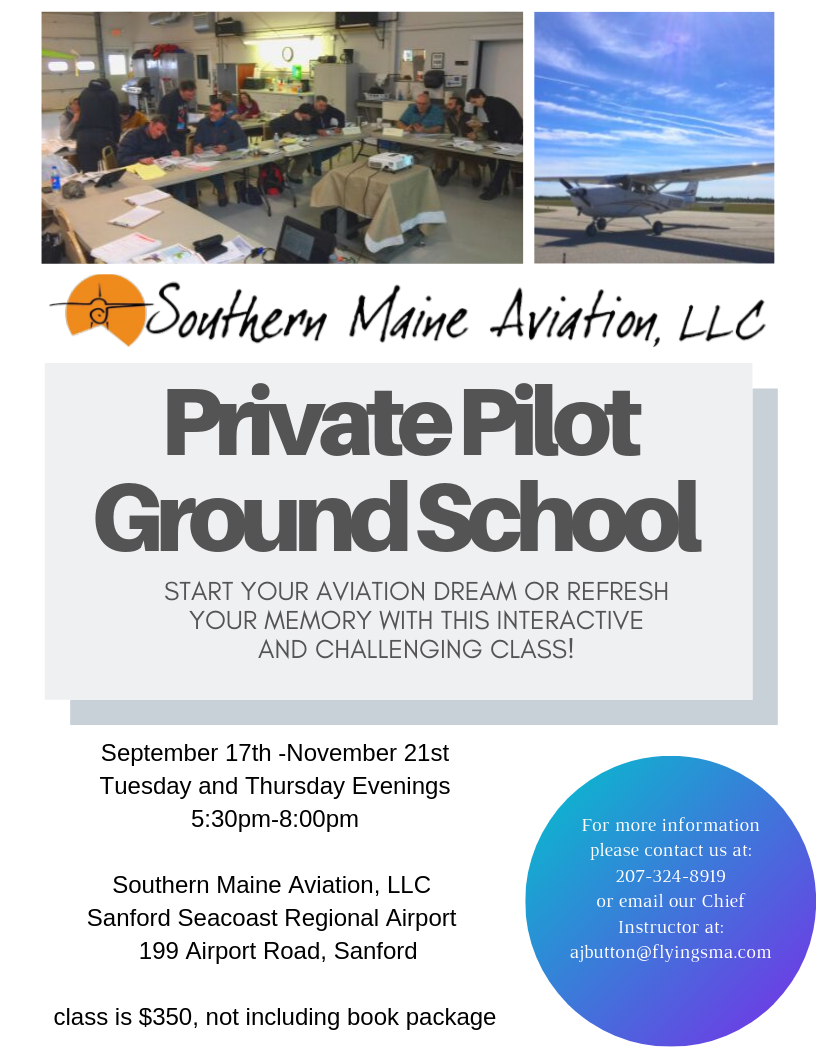 Southern Maine Aviation, LLC
Private Pilot
Ground School
START YOUR AVIATION DREAM OR REFRESH
YOUR MEMORY WITH THIS INTERACTIVE
AND CHALLENGING CLASS!
September 17th -November 21st
Tuesday and Thursday Evenings
5:30pm-8:00pm
Southern Maine Aviation, LLC
Sanford Seacoast Regional Airport
199 Airport Road, Sanford
class is $350, not including book package
For more information
please contact us at:
207-324-8919
or email our Chief
Instructor at:
ajbutton@flyingsma.com